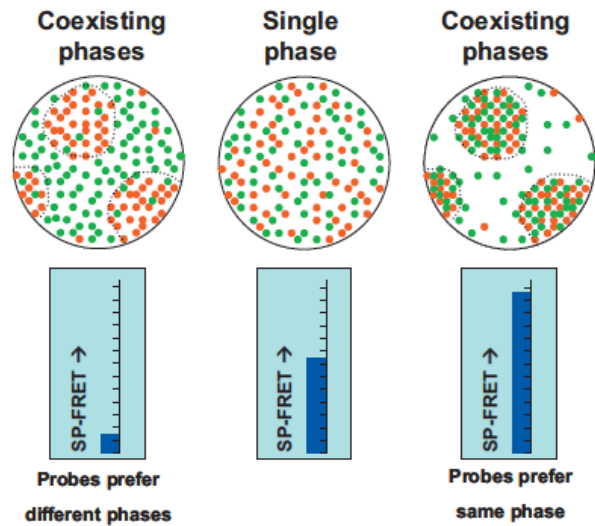 Coexisting
phases
Single
phase
Coexisting
phases
SP-FRET →
SP-FRET →
SP-FRET →
Probes prefer
different phases
Probes prefer
same phase